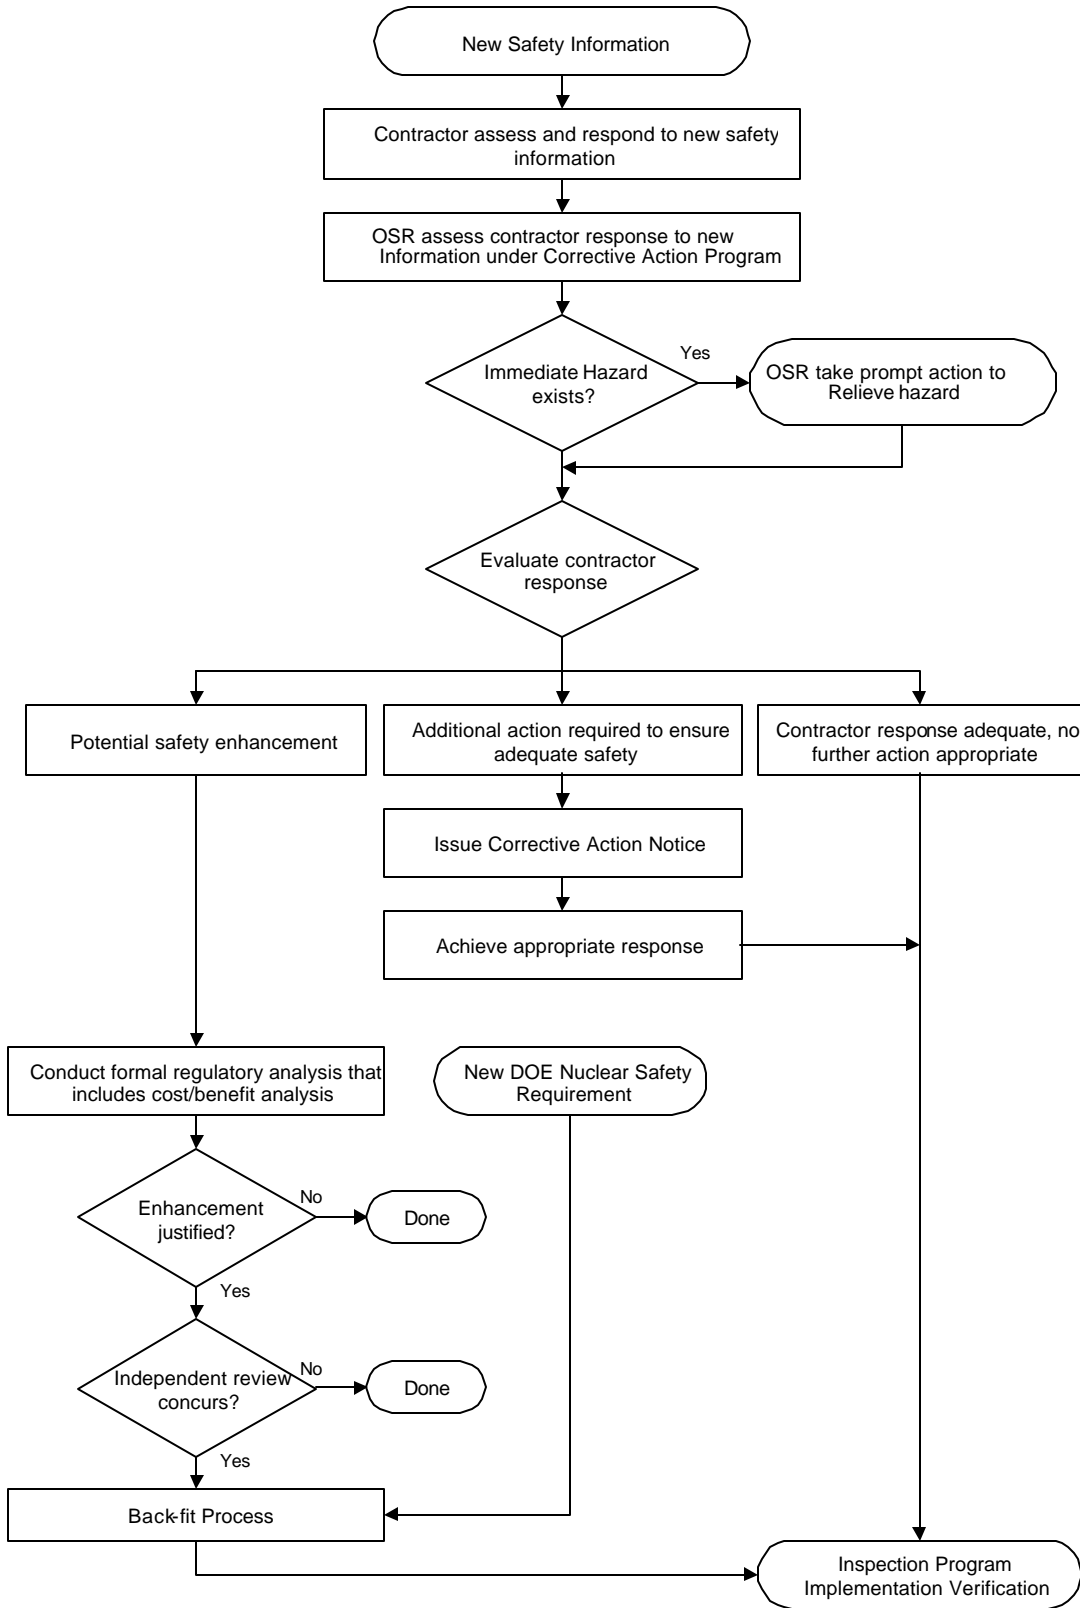 New Safety Information
Contractor assess and respond to new safety
information
OSR assess contractor response to new
Information under Corrective Action Program
Immediate Hazard
exists?
Yes
OSR take prompt action to
Relieve hazard
Evaluate contractor
response
Potential safety enhancement
Additional action required to ensure
adequate safety
Contractor response adequate, no
further action appropriate
Issue Corrective Action Notice
Achieve appropriate response
Conduct formal regulatory analysis that
includes cost/benefit analysis
New DOE Nuclear Safety
Requirement
Enhancement
justified?
No
Done
Yes
Independent review
concurs?
No
Done
Yes
Back-fit Process
Inspection Program
Implementation Verification